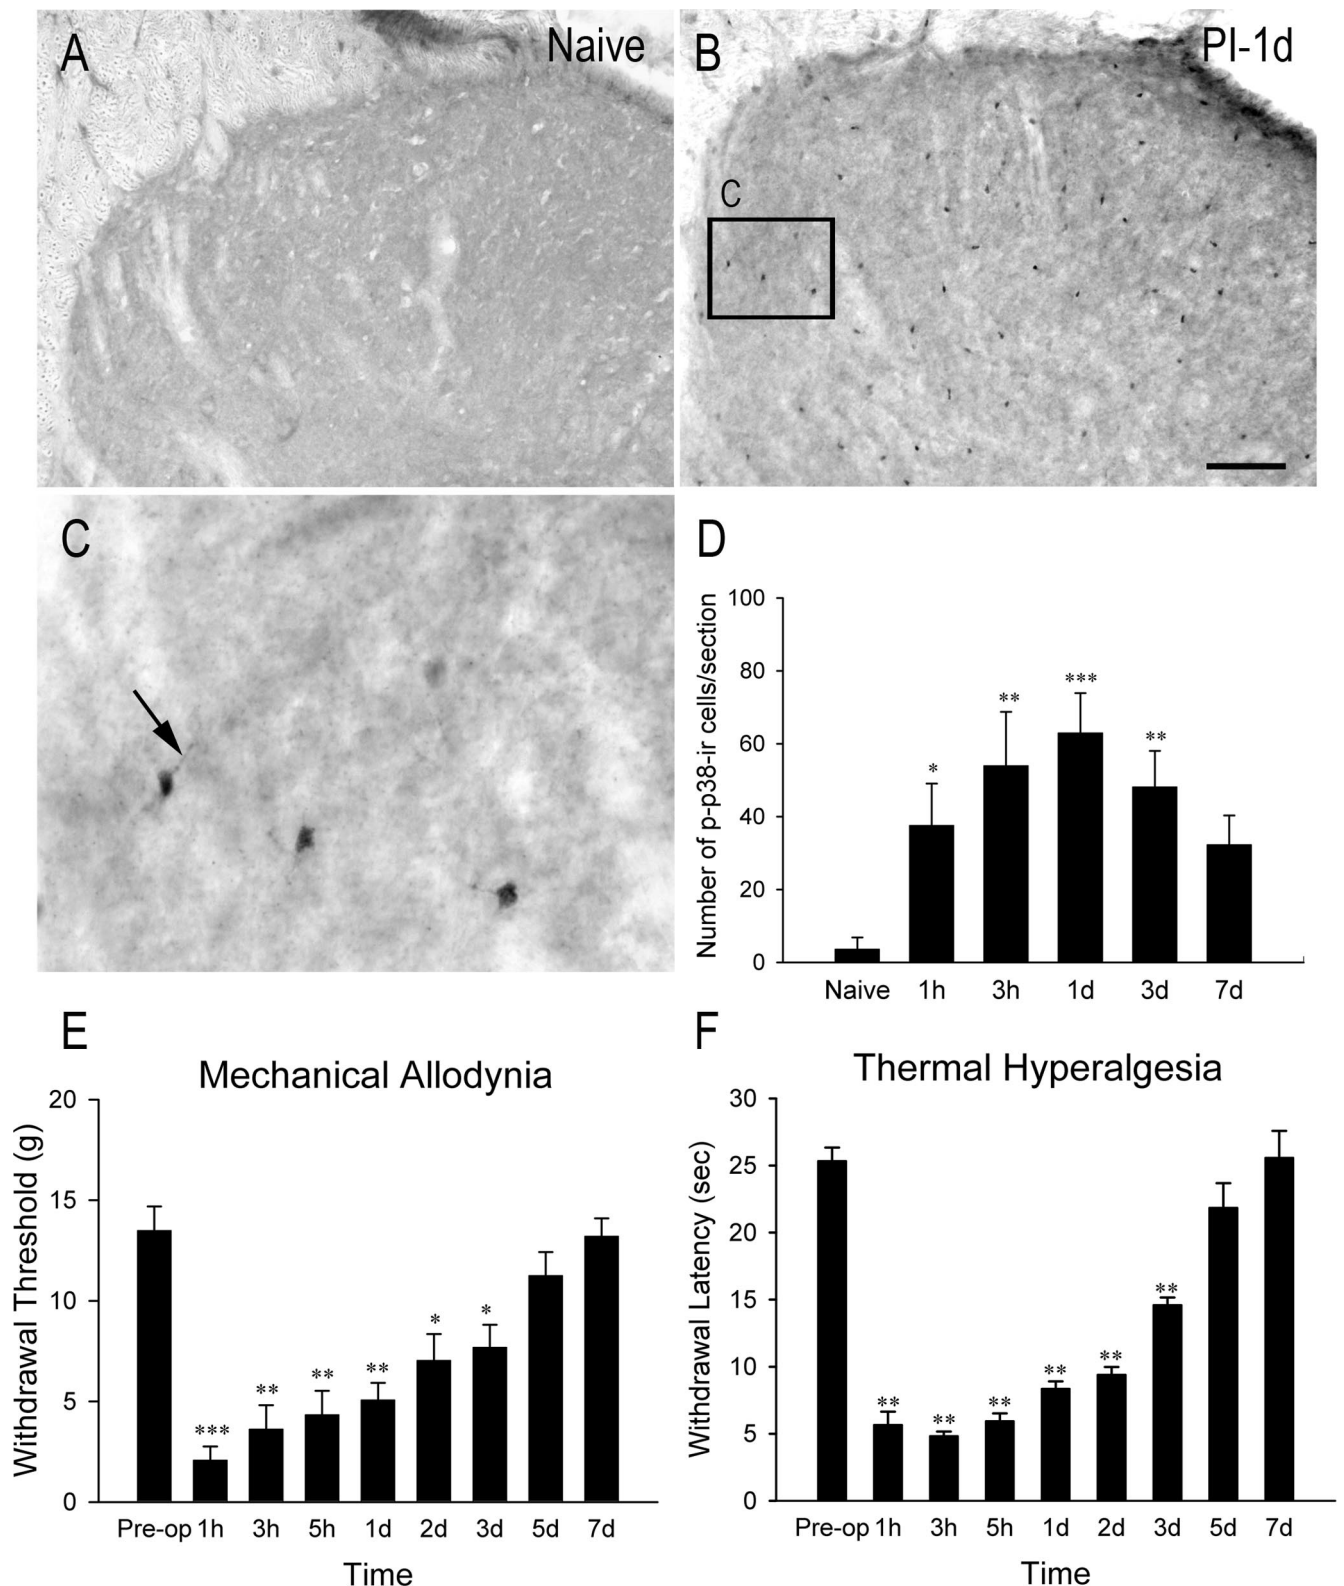 A
Naive
B
PI-1d
C
C
D
Number of p-p38-ir cells/section
100
80
60
40
20
0
*
**
***
**
Naive 1h 3h 1d 3d 7d
E
Mechanical Allodynia
Withdrawal Threshold (g)
20
15
10
5
0
***
**
**
**
*
*
Pre-op 1h 3h 5h 1d 2d 3d 5d 7d
Time
F
Thermal Hyperalgesia
Withdrawal Latency (sec)
30
25
20
15
10
5
0
**
**
**
**
**
**
Pre-op 1h 3h 5h 1d 2d 3d 5d 7d
Time